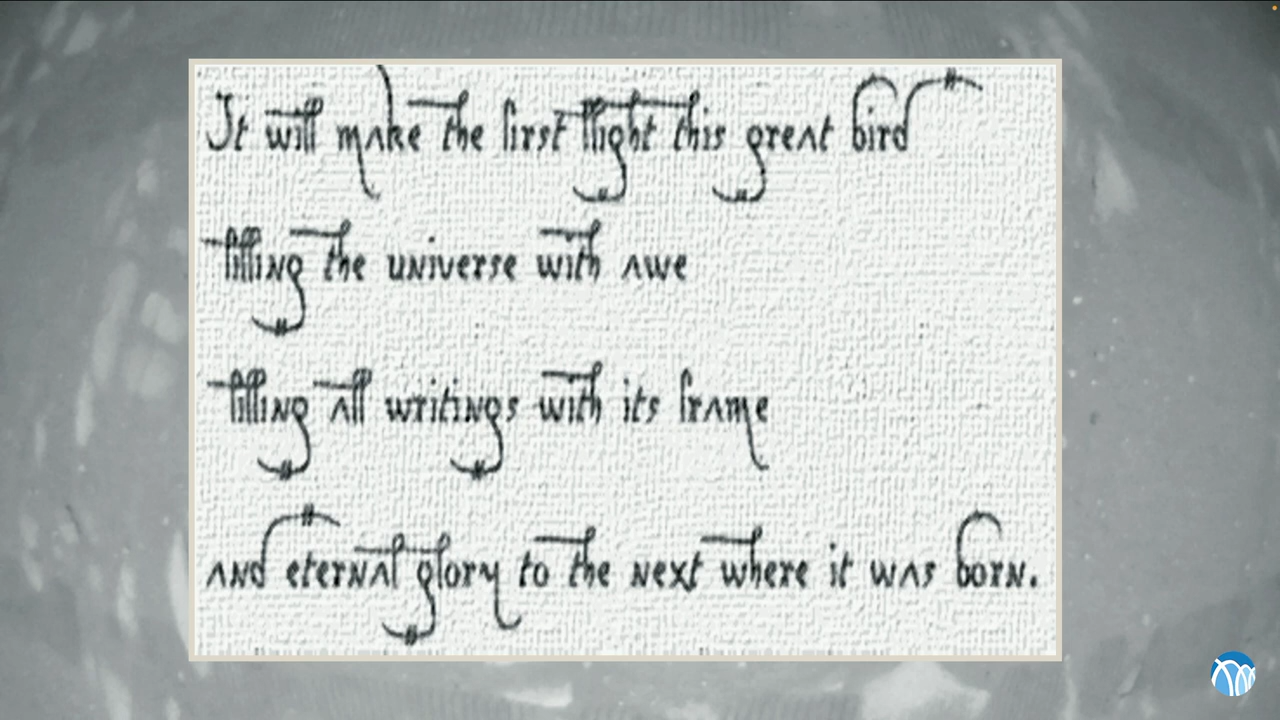 It will make the first flight this great bird
filling the universe with awe
filling all writings with its frame
and eternal glory to the next where it was born.